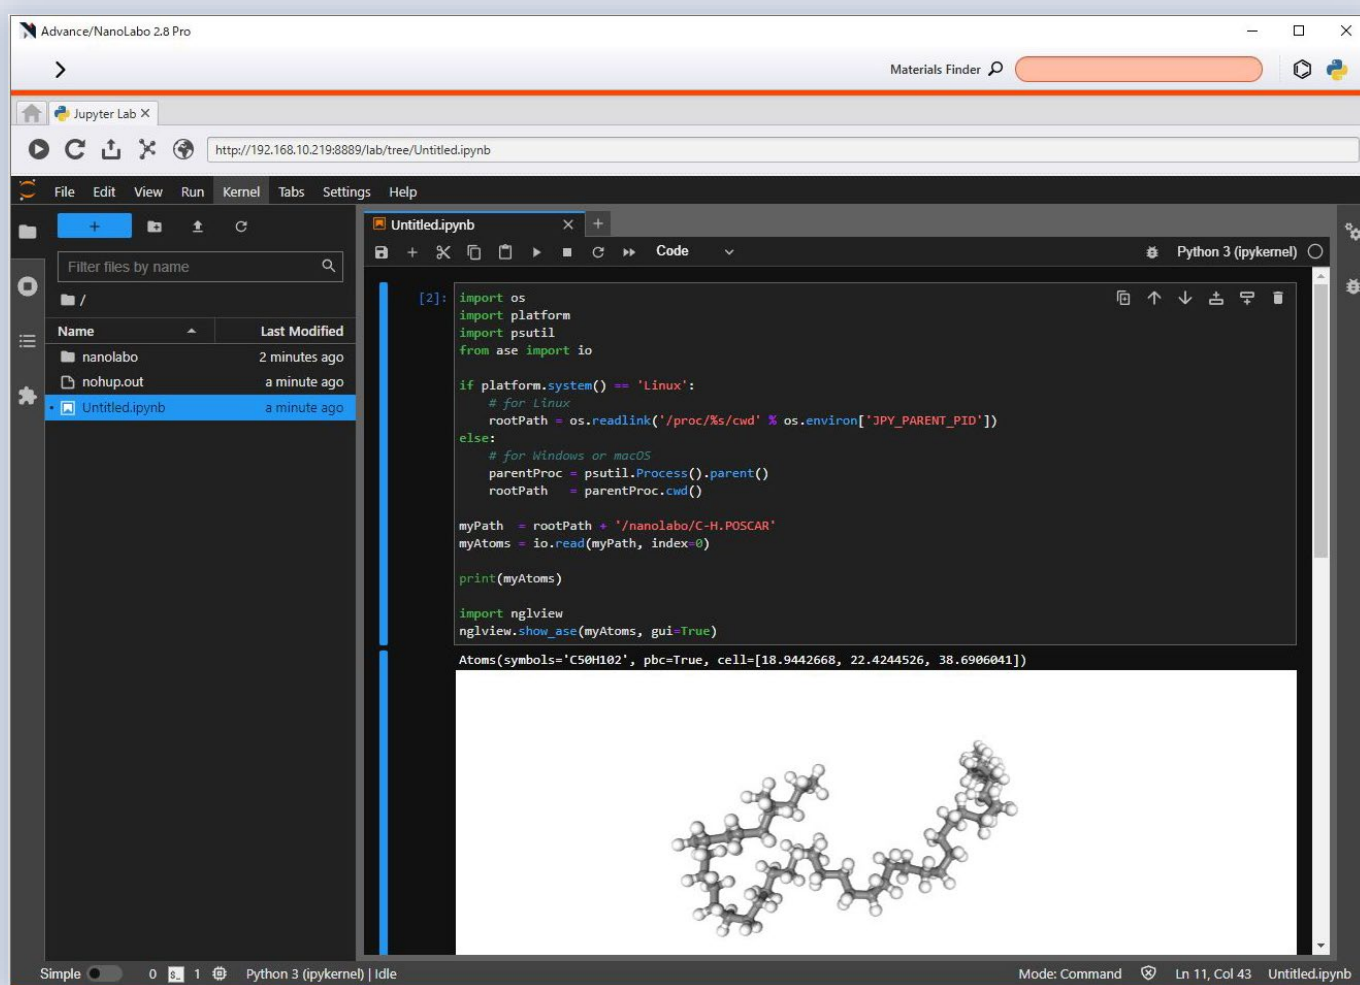 Advance/NanoLabo 2.8 Pro
Materials Finder
Jupyter Lab
http://192.168.10.219:8889/lab/tree/Untitled.ipynb
File Edit View Run Kernel Tabs Settings Help
+
Untitled.ipynb
Code
Python 3 (ipykernel)
Filter files by name
/
Name Last Modified
nanolabo 2 minutes ago
nohup.out a minute ago
Untitled.ipynb a minute ago
[2]: import os
import platform
import psutil
from ase import io
if platform.system() == 'Linux':
# for Linux
rootPath = os.readlink('/proc/%s/cwd' % os.environ['JPY_PARENT_PID'])
else:
# for Windows or macOS
parentProc = psutil.Process().parent()
rootPath = parentProc.cwd()
myPath = rootPath + '/nanolabo/C-H.POSCAR'
myAtoms = io.read(myPath, index=0)
print(myAtoms)
import nglview
nglview.show_ase(myAtoms, gui=True)
Atoms(symbols='C50H102', pbc=True, cell=[18.9442668, 22.4244526, 38.6906041])
Simple 0 s_ 1 Python 3 (ipykernel) | Idle Mode: Command Ln 11, Col 43 Untitled.ipynb